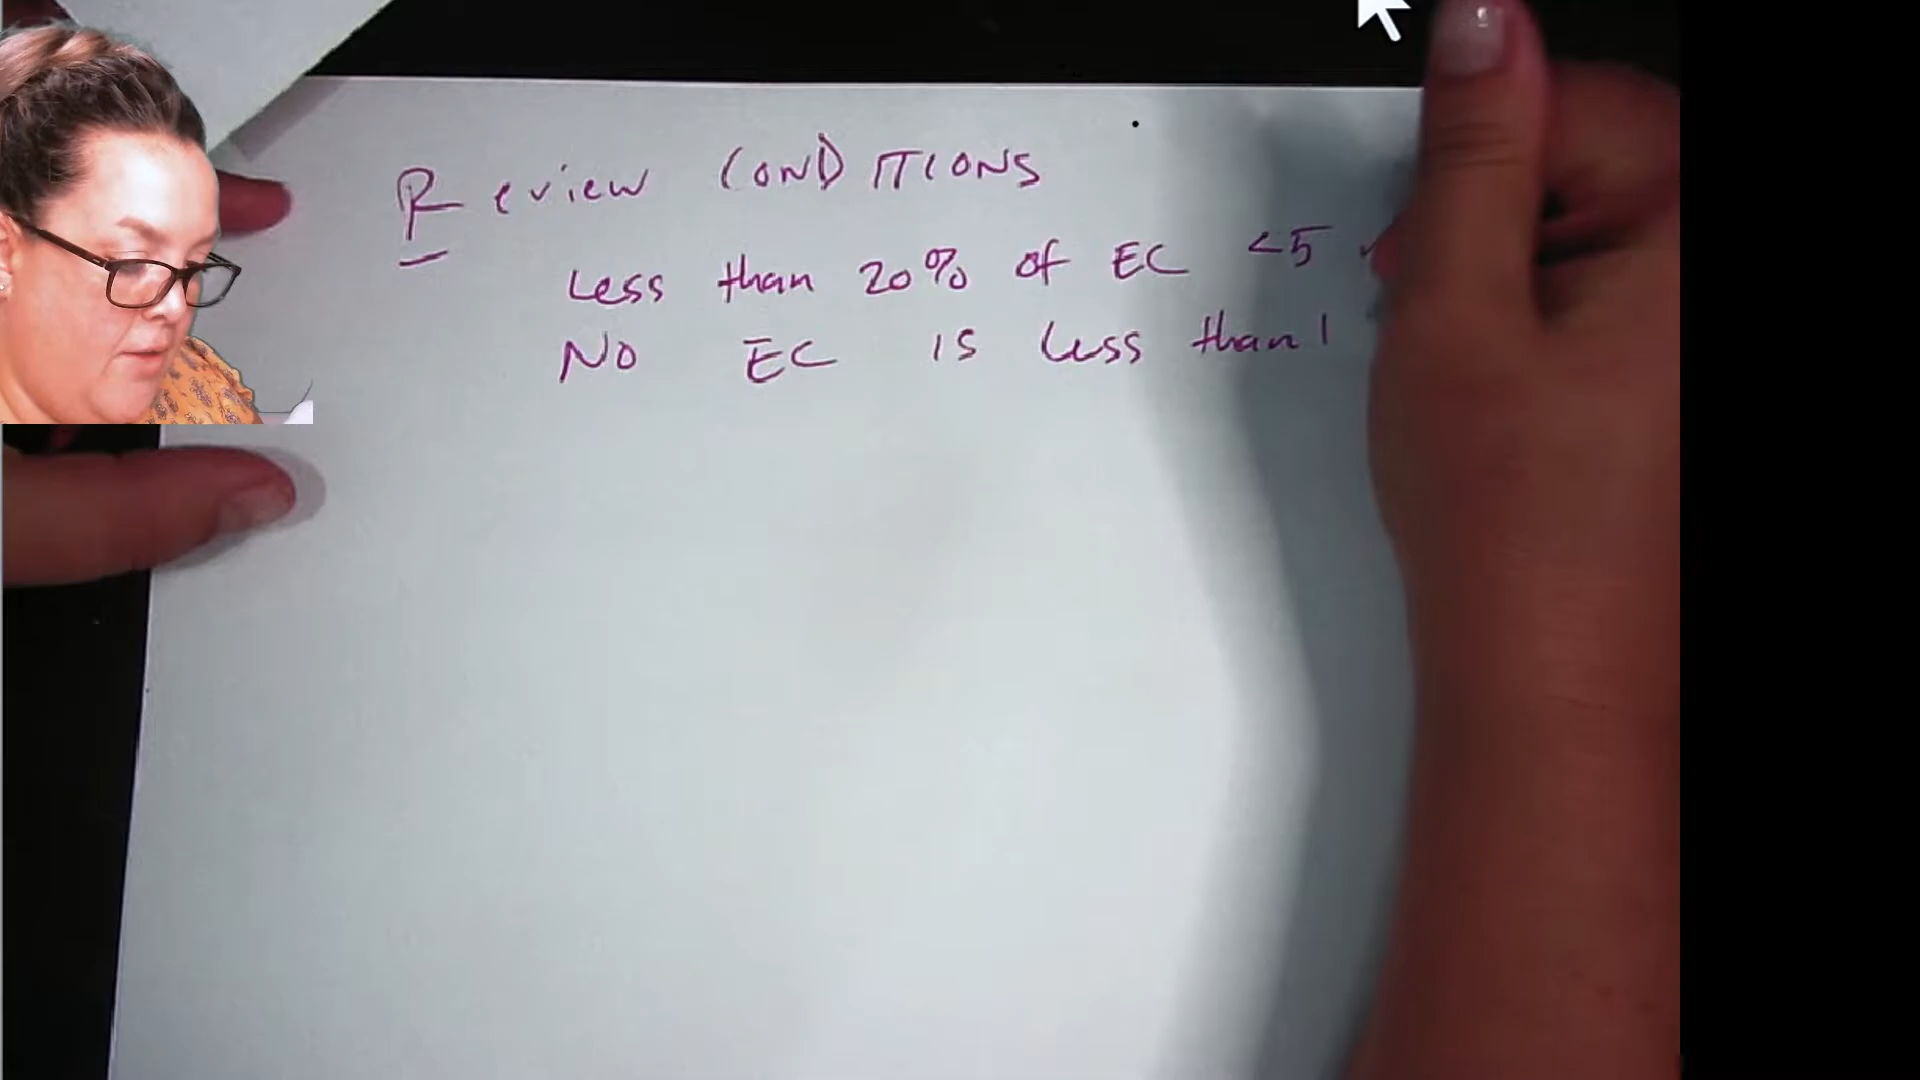 Review CONDITIONS
Less than 20% of EC <5
No EC is less than 1